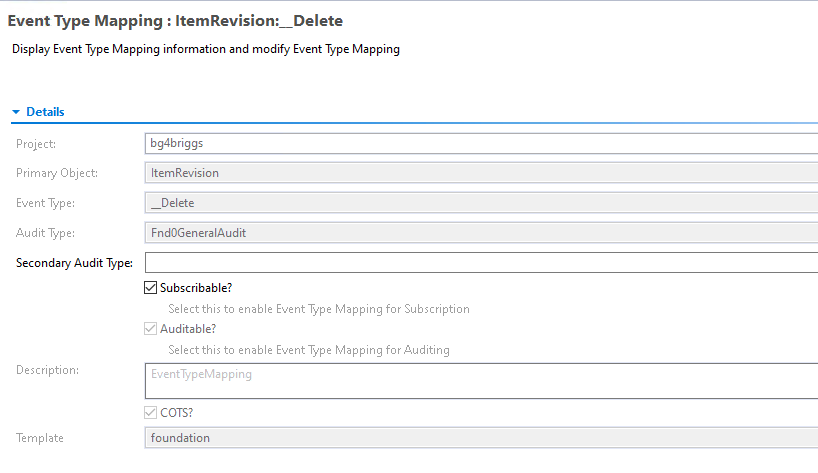 Event Type Mapping : ItemRevision:__Delete
Display Event Type Mapping information and modify Event Type Mapping
Details
Project: bg4briggs
Primary Object: ItemRevision
Event Type: __Delete
Audit Type: Fnd0GeneralAudit
Secondary Audit Type:
Subscribable?
Select this to enable Event Type Mapping for Subscription
Auditable?
Select this to enable Event Type Mapping for Auditing
Description: EventTypeMapping
COTS?
Template foundation